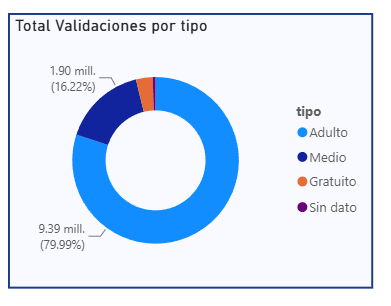 Total Validaciones por tipo
1.90 mill.
(16.22%)
tipo
Adulto
Medio
Gratuito
Sin dato
9.39 mill.
(79.99%)